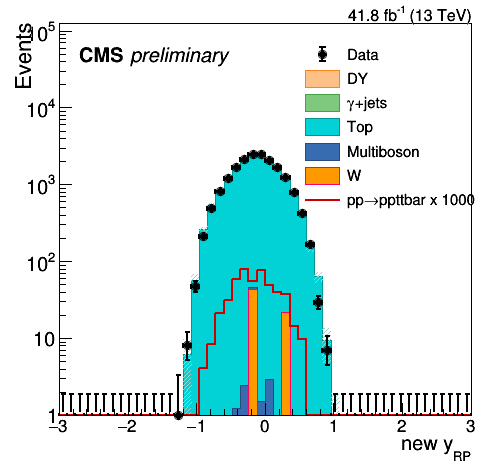 41.8 fb⁻¹ (13 TeV)
Events
CMS preliminary
Data
DY
γ+jets
Top
Multiboson
W
pp→ppttbar x 1000
10⁵
10⁴
10³
10²
10
1
−3 −2 −1 0 1 2 3
new y_RP